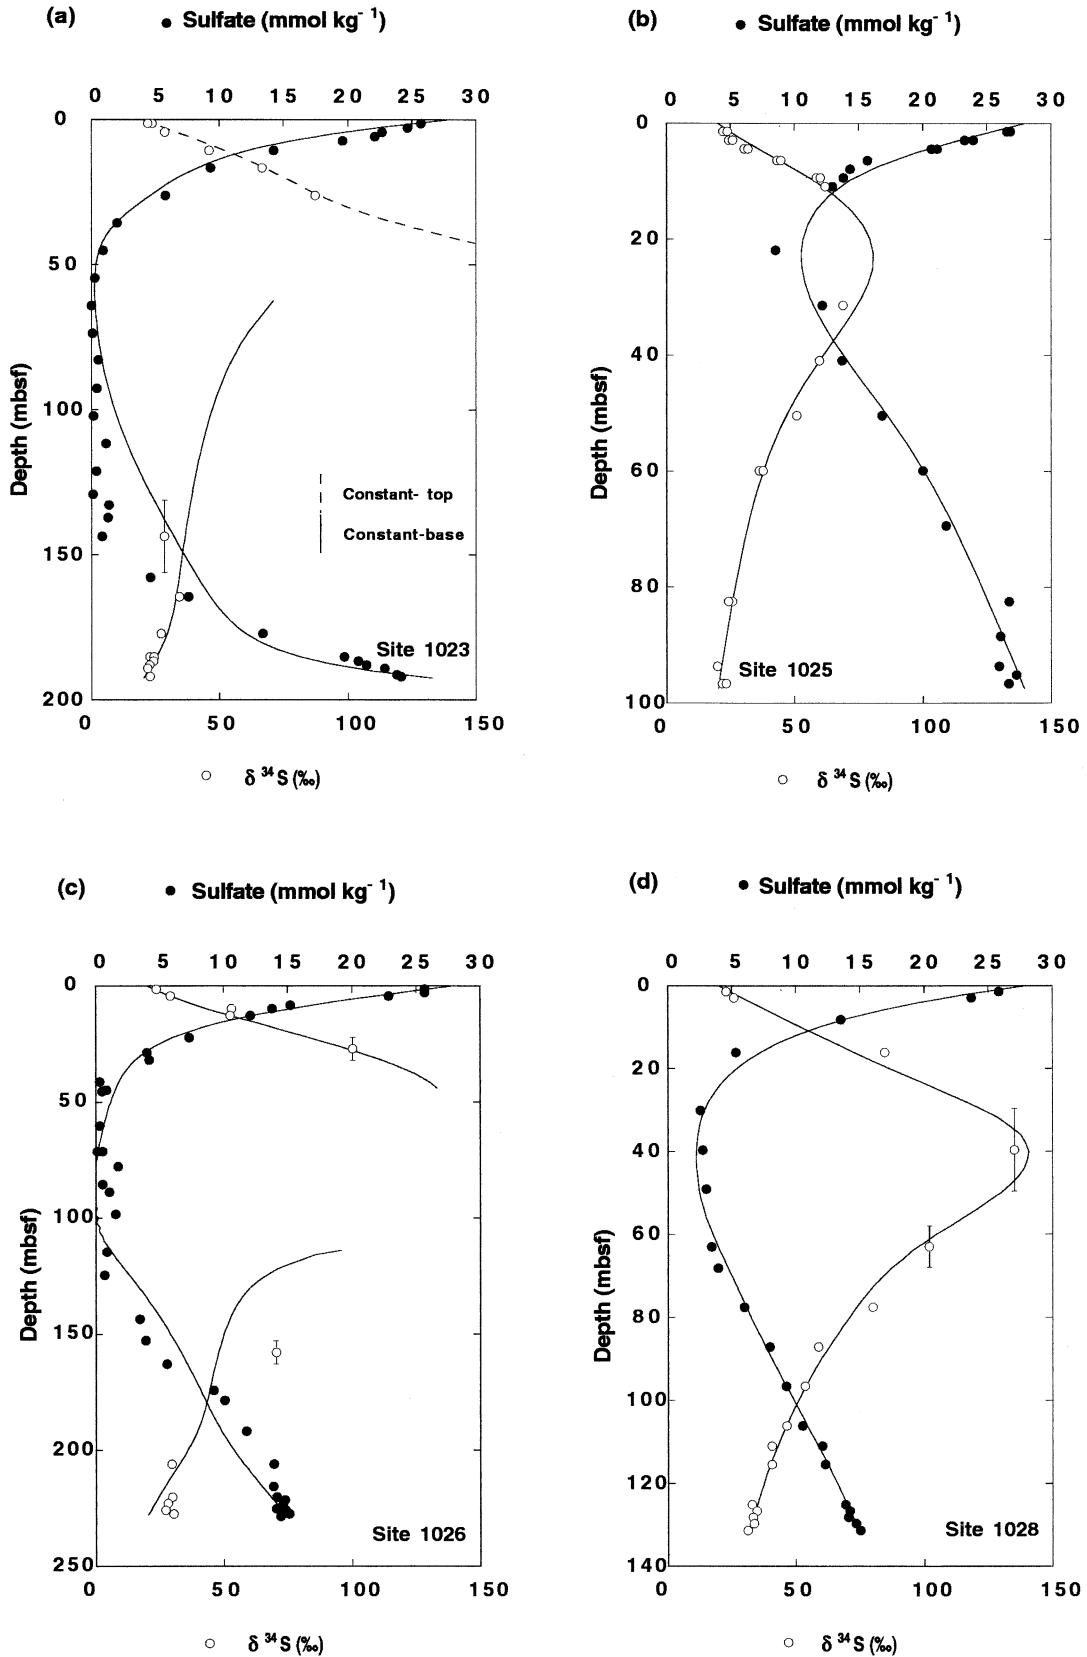 (a)
● Sulfate (mmol kg⁻¹)
0 5 10 15 20 25 30
0
50
100
150
200
Depth (mbsf)
Constant- top
Constant-base
Site 1023
0 50 100 150
○ δ ³⁴S (‰)
(b)
● Sulfate (mmol kg⁻¹)
0 5 10 15 20 25 30
0
20
40
60
80
100
Depth (mbsf)
Site 1025
0 50 100 150
○ δ ³⁴S (‰)
(c)
● Sulfate (mmol kg⁻¹)
0 5 10 15 20 25 30
0
50
100
150
200
250
Depth (mbsf)
Site 1026
0 50 100 150
○ δ ³⁴S (‰)
(d)
● Sulfate (mmol kg⁻¹)
0 5 10 15 20 25 30
0
20
40
60
80
100
120
140
Depth (mbsf)
Site 1028
0 50 100 150
○ δ ³⁴S (‰)